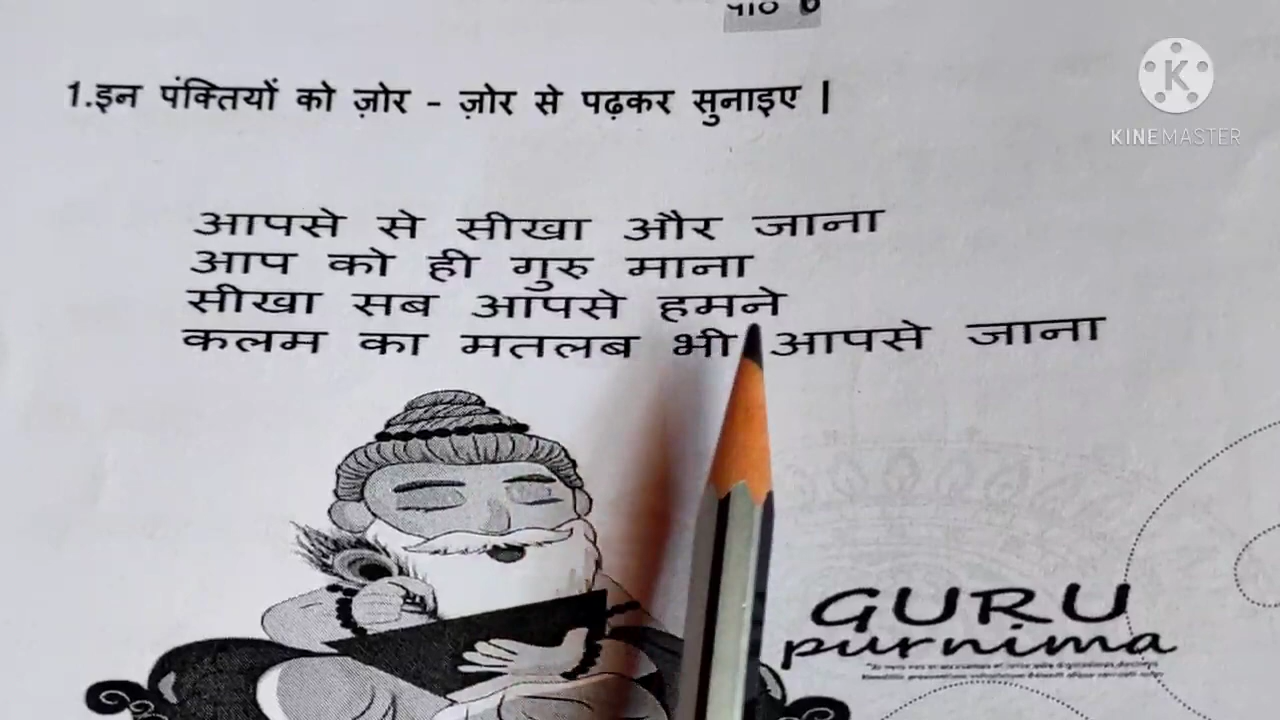 1.इन पंक्तियों को ज़ोर - ज़ोर से पढ़कर सुनाइए |
KINEMASTER
आपसे से सीखा और जाना
आप को ही गुरु माना
सीखा सब आपसे हमने
कलम का मतलब भी आपसे जाना
GURU
purnima